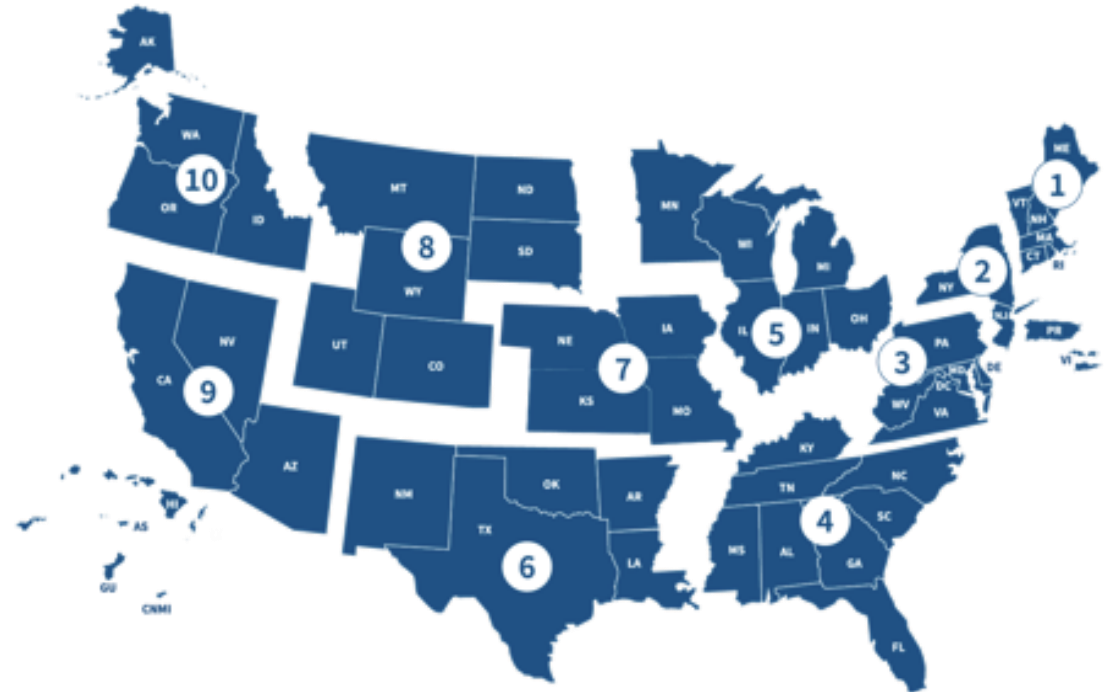 AK
WA
10
OR
ID
MT
ND
8
SD
WY
MN
WI
MI
ME
1
VT
NH
MA
CT
RI
2
NY
NJ
PR
VI
3
PA
MD
DE
DC
WV
VA
5
IL
IN
OH
7
NE
IA
KS
MO
UT
CO
9
NV
CA
AZ
HI
AS
GU
CNMI
6
NM
OK
TX
AR
LA
4
KY
TN
NC
SC
MS
AL
GA
FL